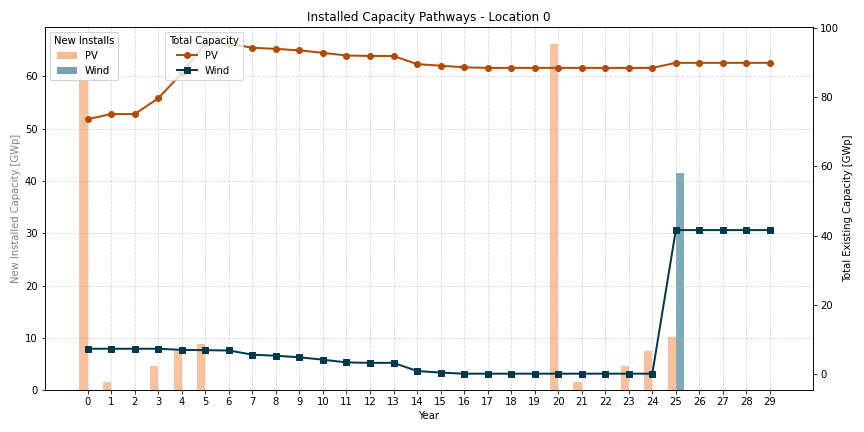 Installed Capacity Pathways - Location 0
New Installs
PV
Wind
Total Capacity
PV
Wind
New Installed Capacity [GWp]
60
50
40
30
20
10
0
Total Existing Capacity [GWp]
100
80
60
40
20
0
0 1 2 3 4 5 6 7 8 9 10 11 12 13 14 15 16 17 18 19 20 21 22 23 24 25 26 27 28 29
Year